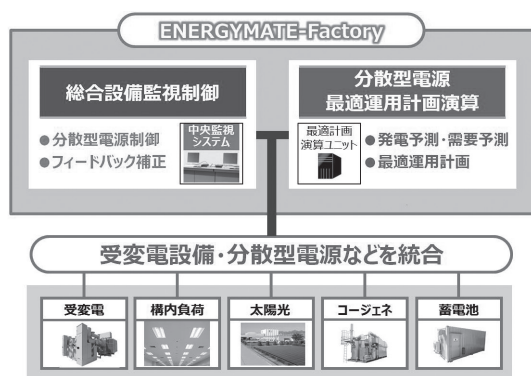 ENERGYMATE-Factory
総合設備監視制御
●分散型電源制御
●フィードバック補正
中央監視
システム
分散型電源
最適運用計画演算
最適計画
演算ユニット
●発電予測・需要予測
●最適運用計画
受変電設備・分散型電源などを統合
受変電
構内負荷
太陽光
コージェネ
蓄電池